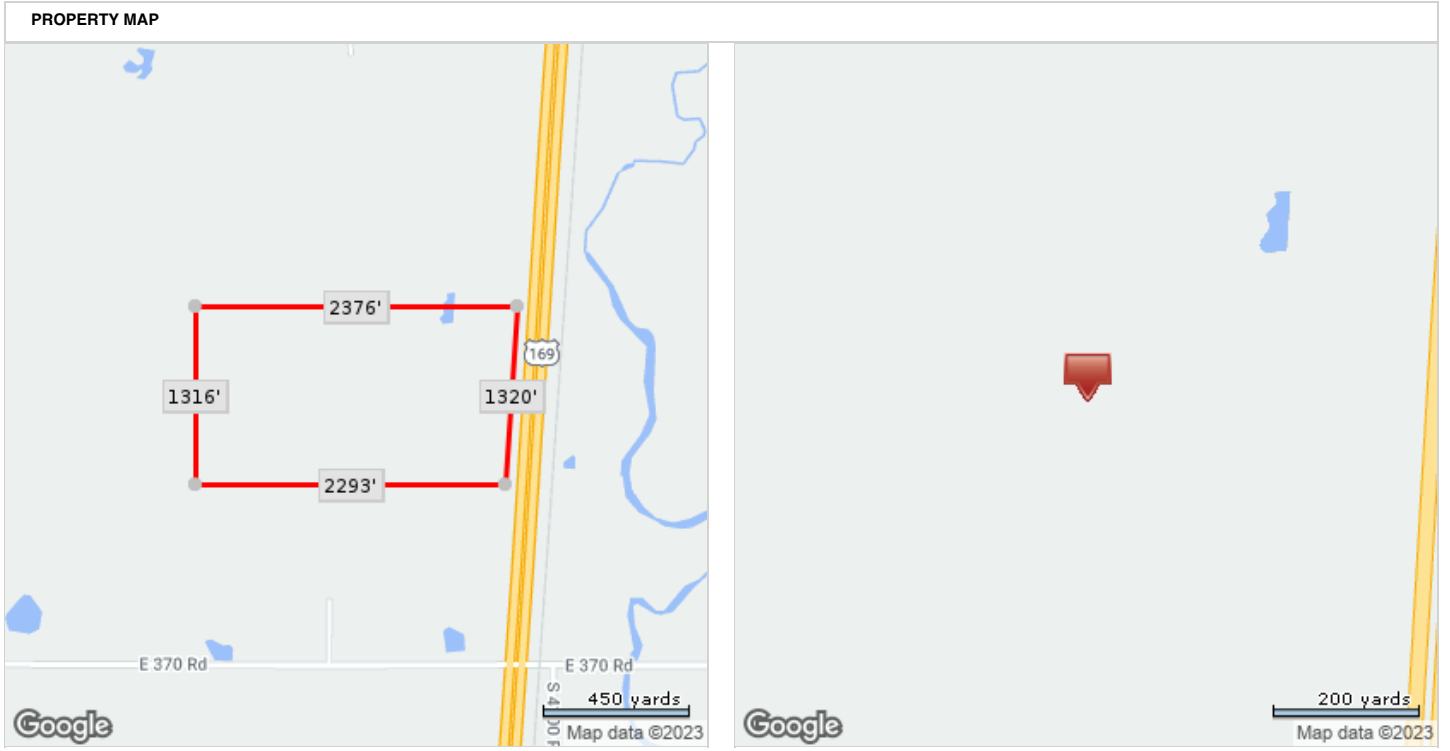 PROPERTY MAP
2376'
169
1316'
1320'
2293'
E 370 Rd
E 370 Rd
450 yards
Google
Map data ©2023
200 yards
Google
Map data ©2023